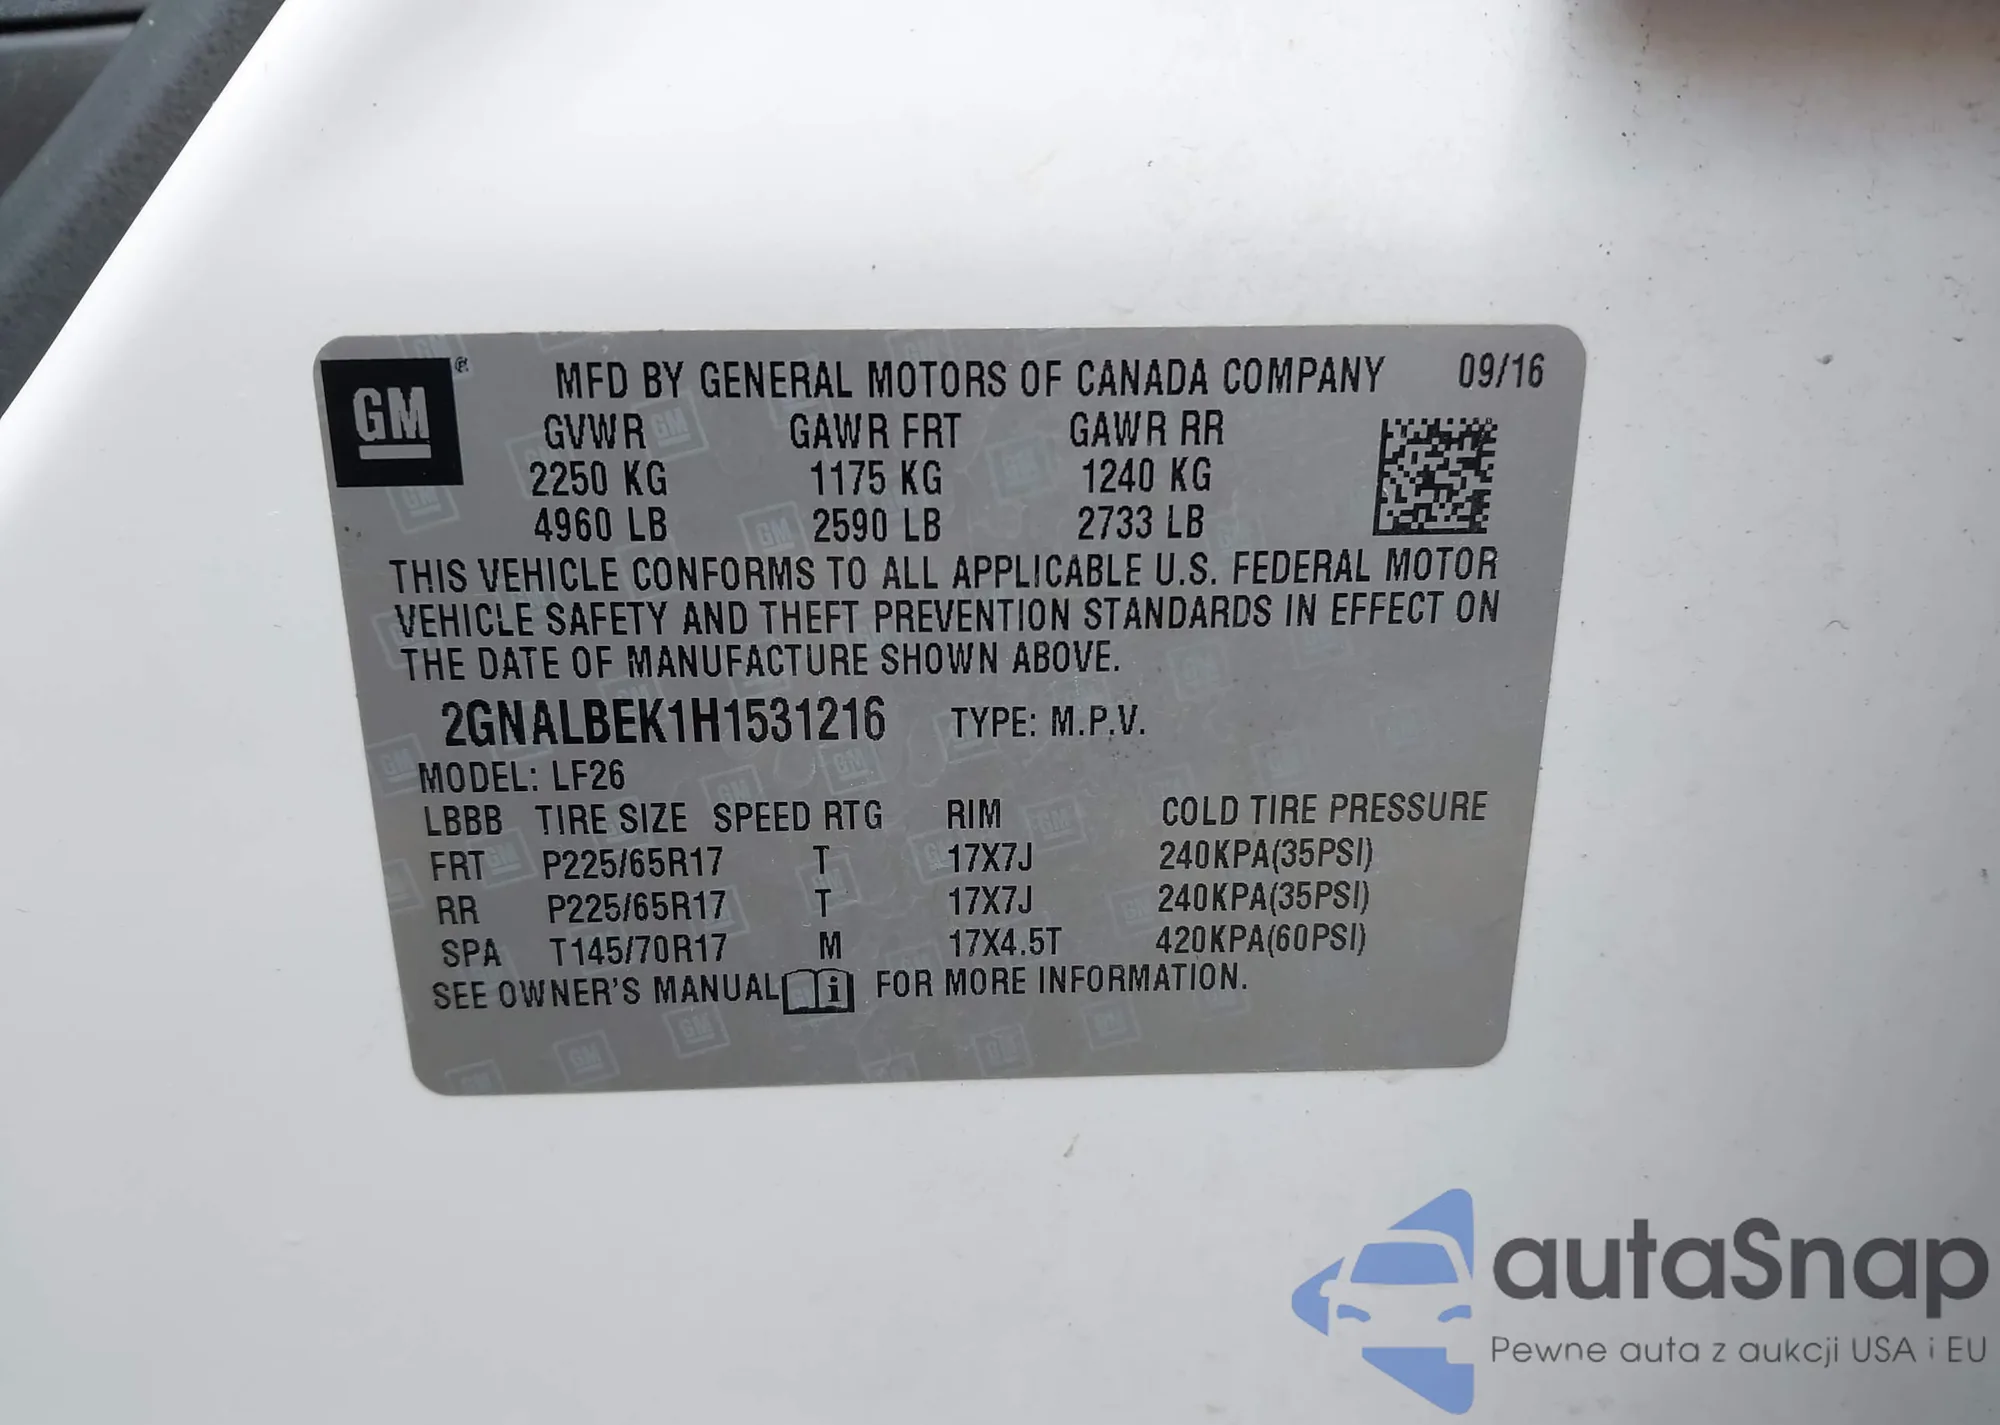 GM
MFD BY GENERAL MOTORS OF CANADA COMPANY 09/16
GVWR GAWR FRT GAWR RR
2250 KG 1175 KG 1240 KG
4960 LB 2590 LB 2733 LB
THIS VEHICLE CONFORMS TO ALL APPLICABLE U.S. FEDERAL MOTOR
VEHICLE SAFETY AND THEFT PREVENTION STANDARDS IN EFFECT ON
THE DATE OF MANUFACTURE SHOWN ABOVE.
2GNALBEK1H1531216 TYPE: M.P.V.
MODEL: LF26
LBBB TIRE SIZE SPEED RTG RIM COLD TIRE PRESSURE
FRT P225/65R17 T 17X7J 240KPA(35PSI)
RR P225/65R17 T 17X7J 240KPA(35PSI)
SPA T145/70R17 M 17X4.5T 420KPA(60PSI)
SEE OWNER'S MANUAL i FOR MORE INFORMATION.
autaSnap
Pewne auta z aukcji USA i EU